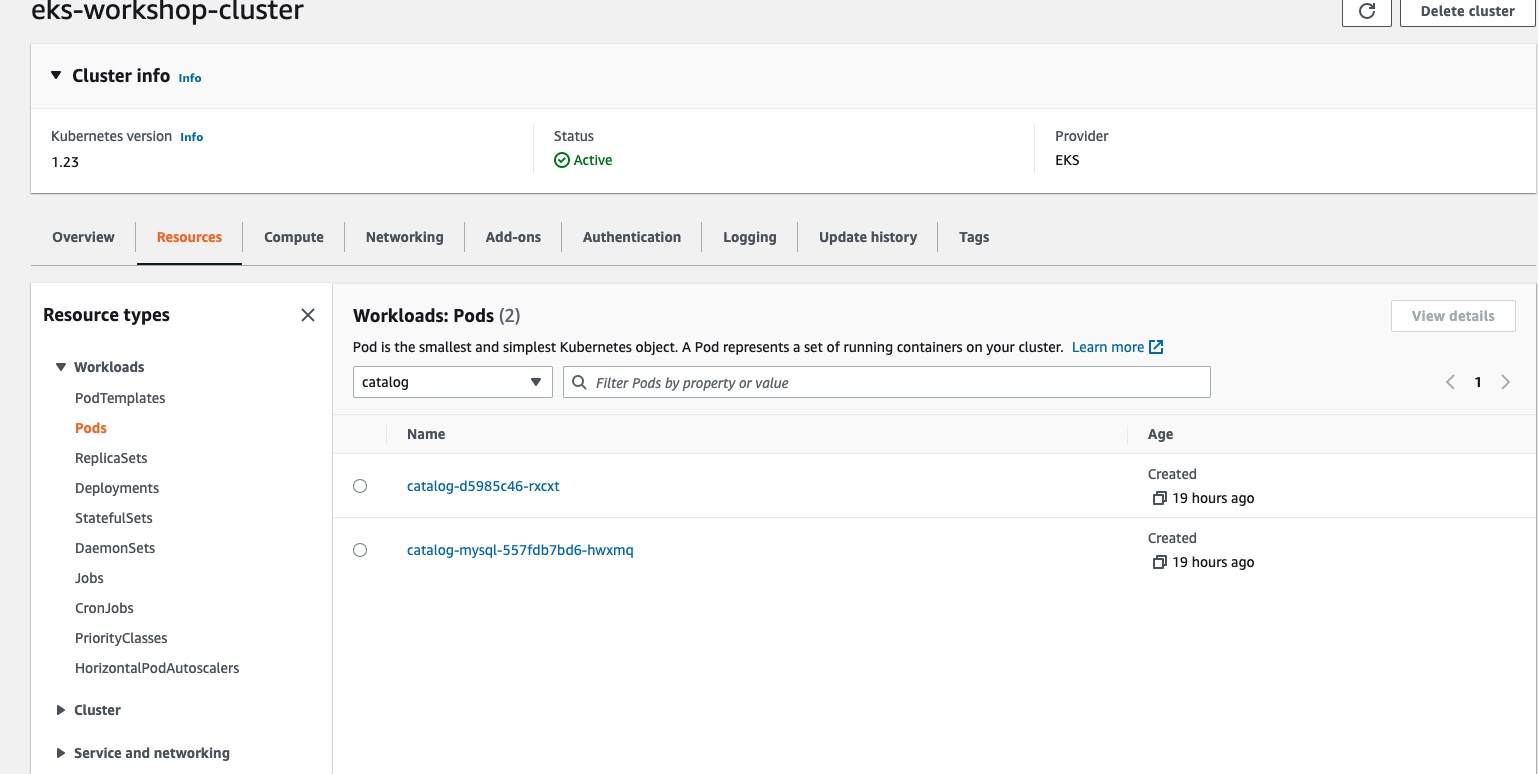 eks-workshop-cluster
Delete cluster
Cluster info Info
Kubernetes version Info
1.23
Status
Active
Provider
EKS
Overview Resources Compute Networking Add-ons Authentication Logging Update history Tags
Resource types
Workloads
PodTemplates
Pods
ReplicaSets
Deployments
StatefulSets
DaemonSets
Jobs
CronJobs
PriorityClasses
HorizontalPodAutoscalers
Cluster
Service and networking
Workloads: Pods (2)
View details
Pod is the smallest and simplest Kubernetes object. A Pod represents a set of running containers on your cluster. Learn more
catalog
Filter Pods by property or value
1
Name Age
catalog-d5985c46-rxcxt
Created
19 hours ago
catalog-mysql-557fdb7bd6-hwxmq
Created
19 hours ago